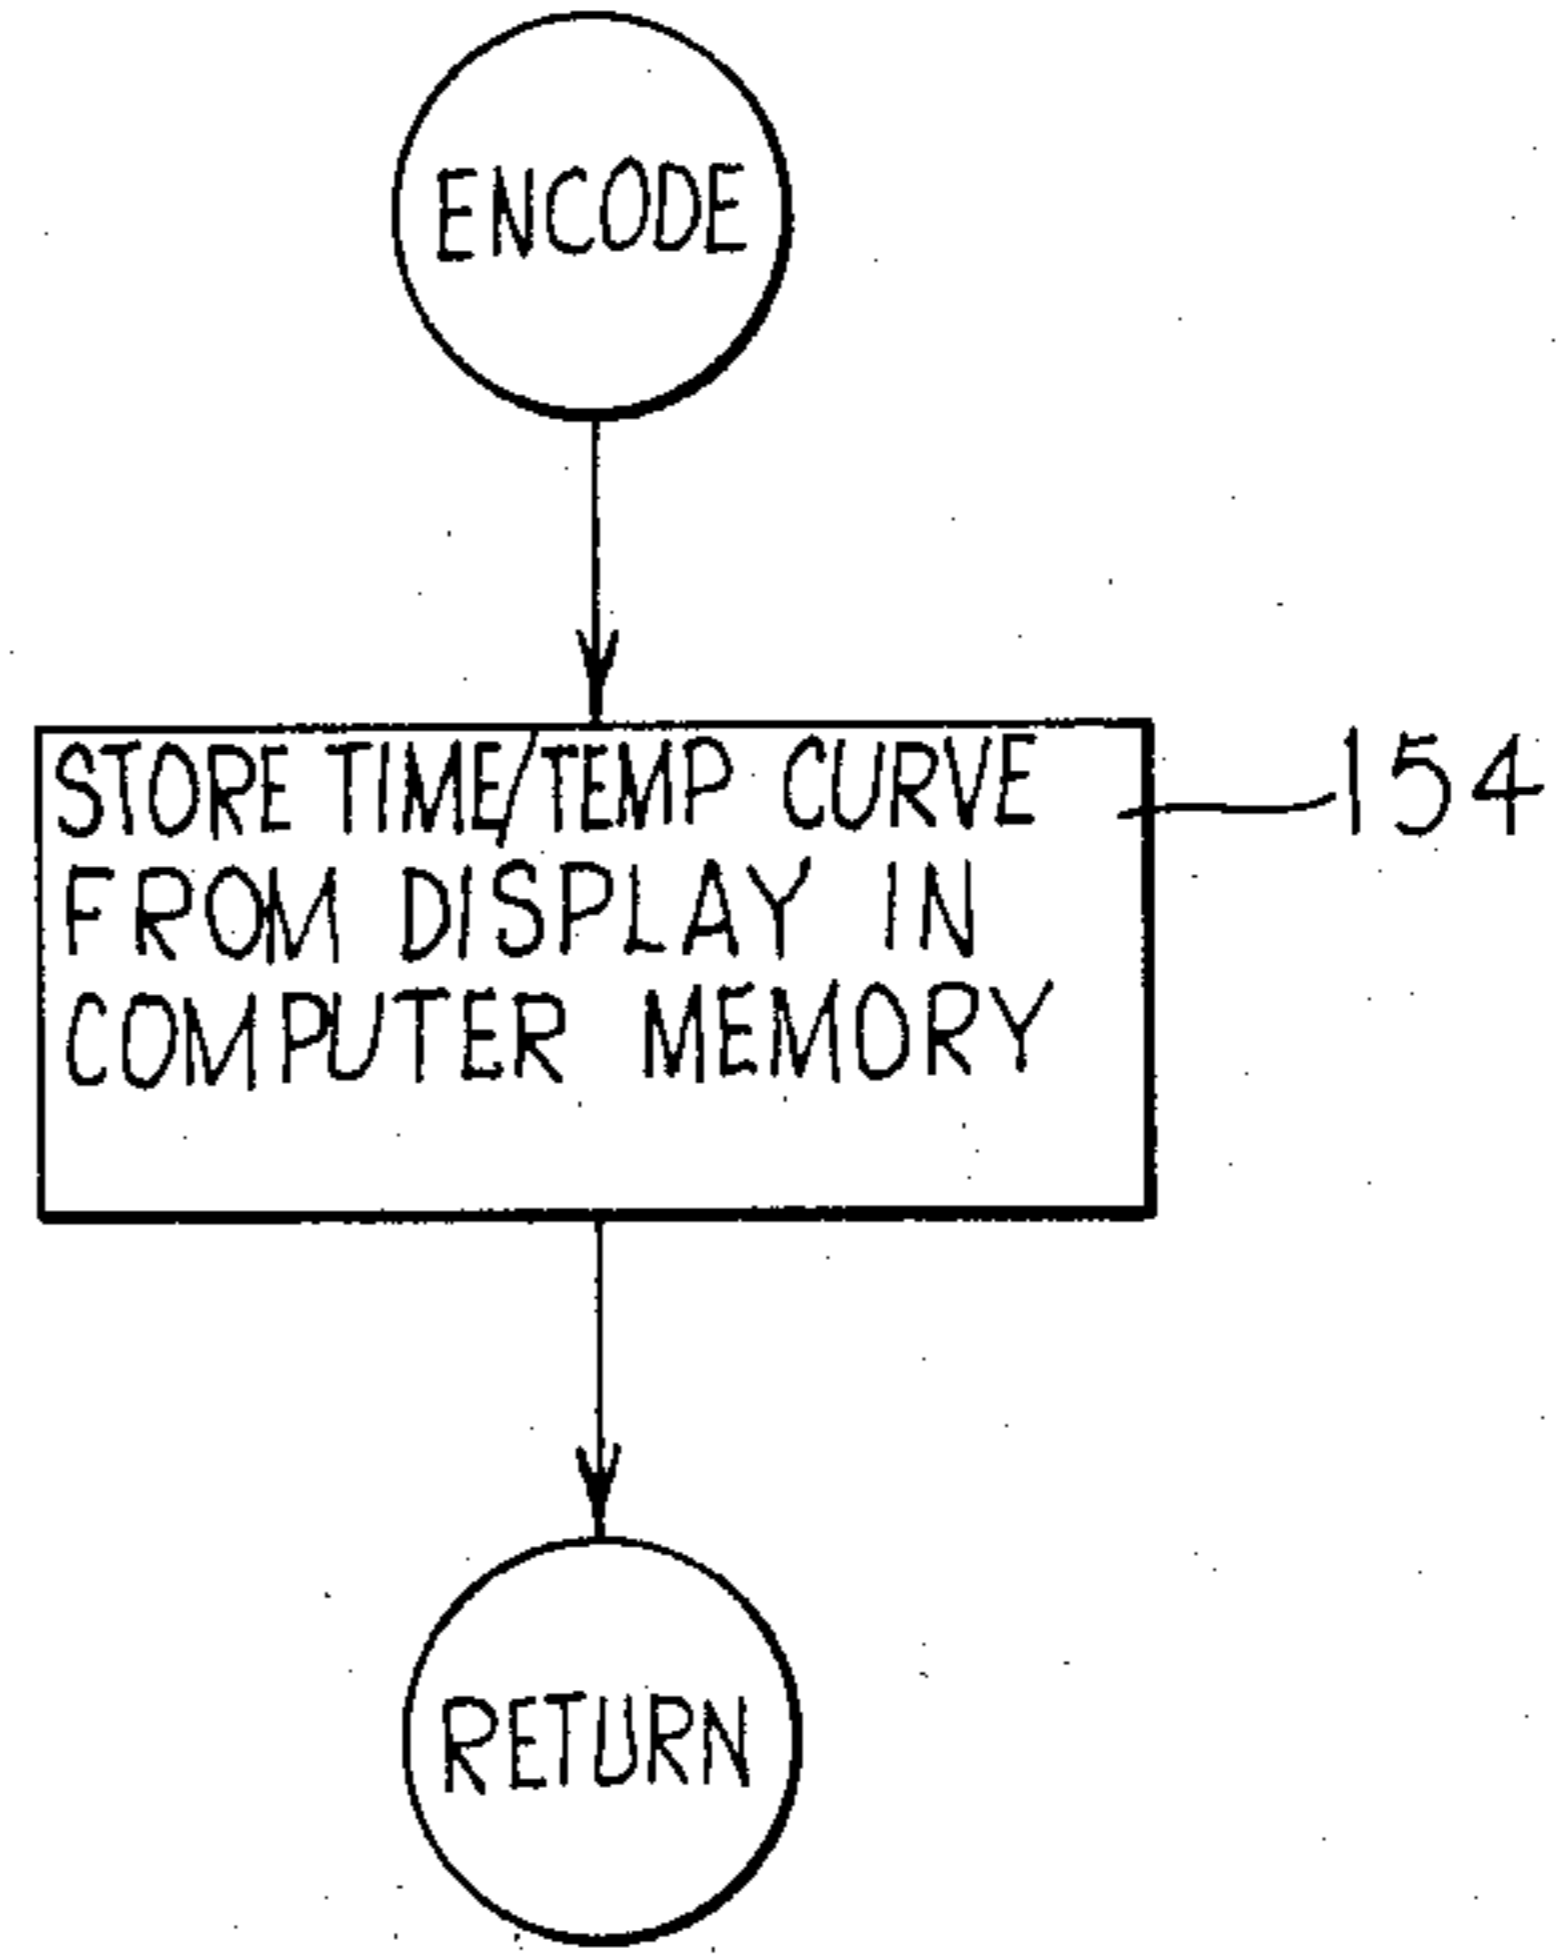 ENCODE
STORE TIME/TEMP CURVE
154
FROM DISPLAY IN
COMPUTER MEMORY
RETURN